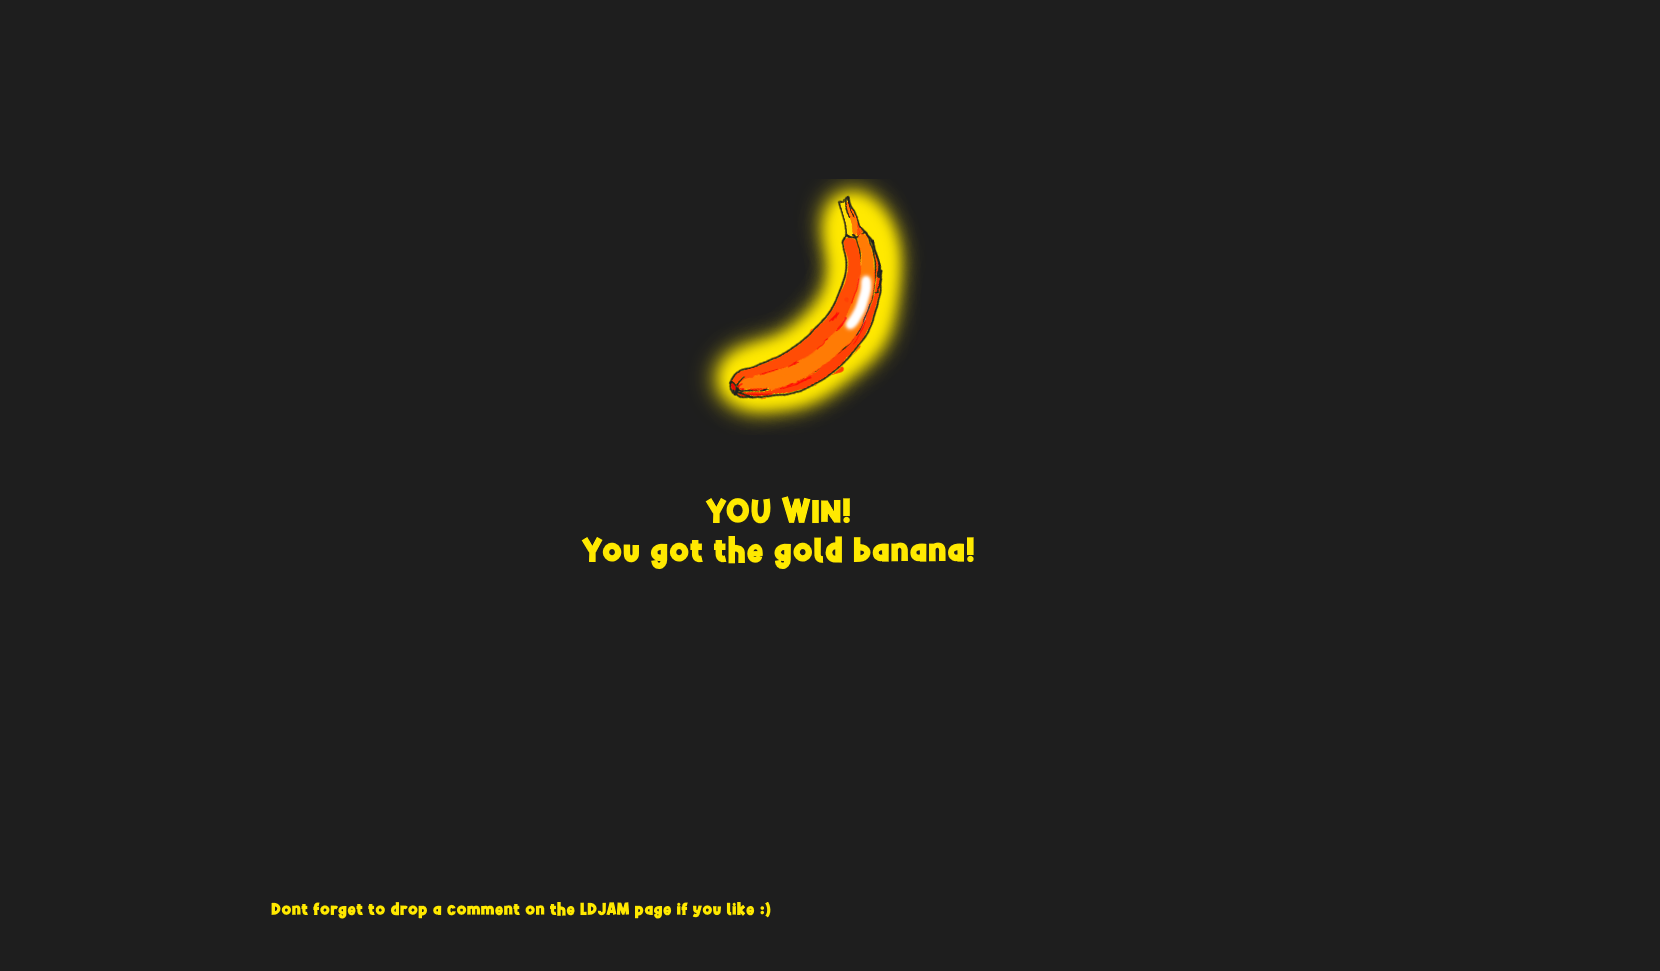 YOU WIN!
You got the gold banana!
Dont forget to drop a comment on the LDJAM page if you like :)